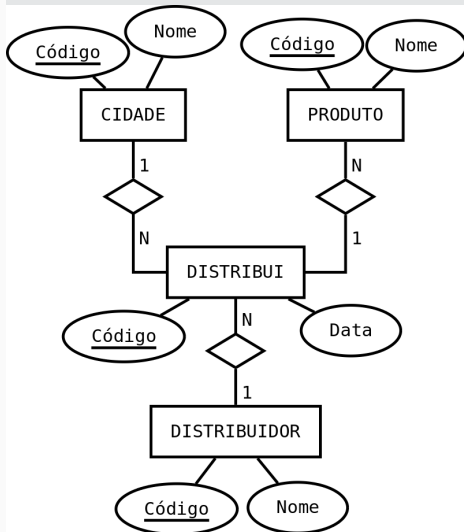 Código
Nome
Código
Nome
CIDADE
PRODUTO
1
N
N
1
DISTRIBUI
Código
N
Data
1
DISTRIBUIDOR
Código
Nome